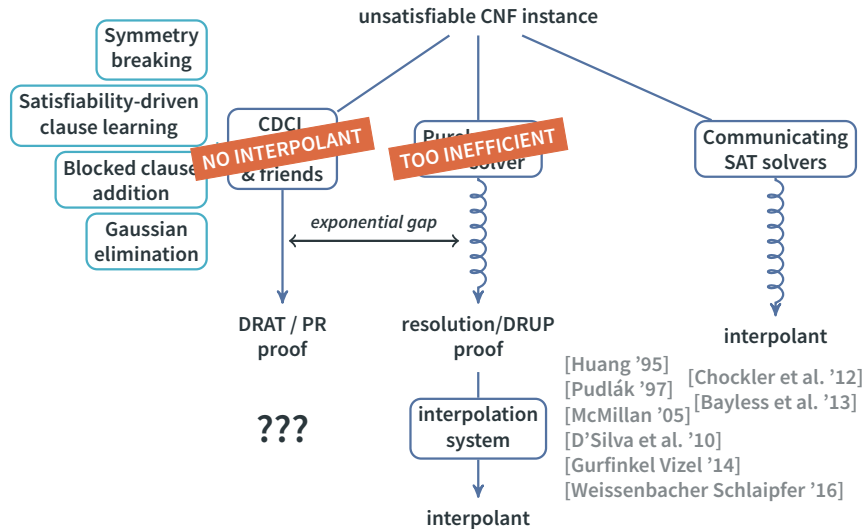 unsatisfiable CNF instance
Symmetry
breaking
Satisfiability-driven
clause learning
Blocked clause
addition
Gaussian
elimination
CDCL
& friends
NO INTERPOLANT
TOO INEFFICIENT
Communicating
SAT solvers
exponential gap
DRAT / PR
proof
???
resolution/DRUP
proof
interpolation
system
interpolant
interpolant
[Huang ’95]
[Pudlák ’97]
[McMillan ’05]
[D’Silva et al. ’10]
[Gurfinkel Vizel ’14]
[Weissenbacher Schlaipfer ’16]
[Chockler et al. ’12]
[Bayless et al. ’13]